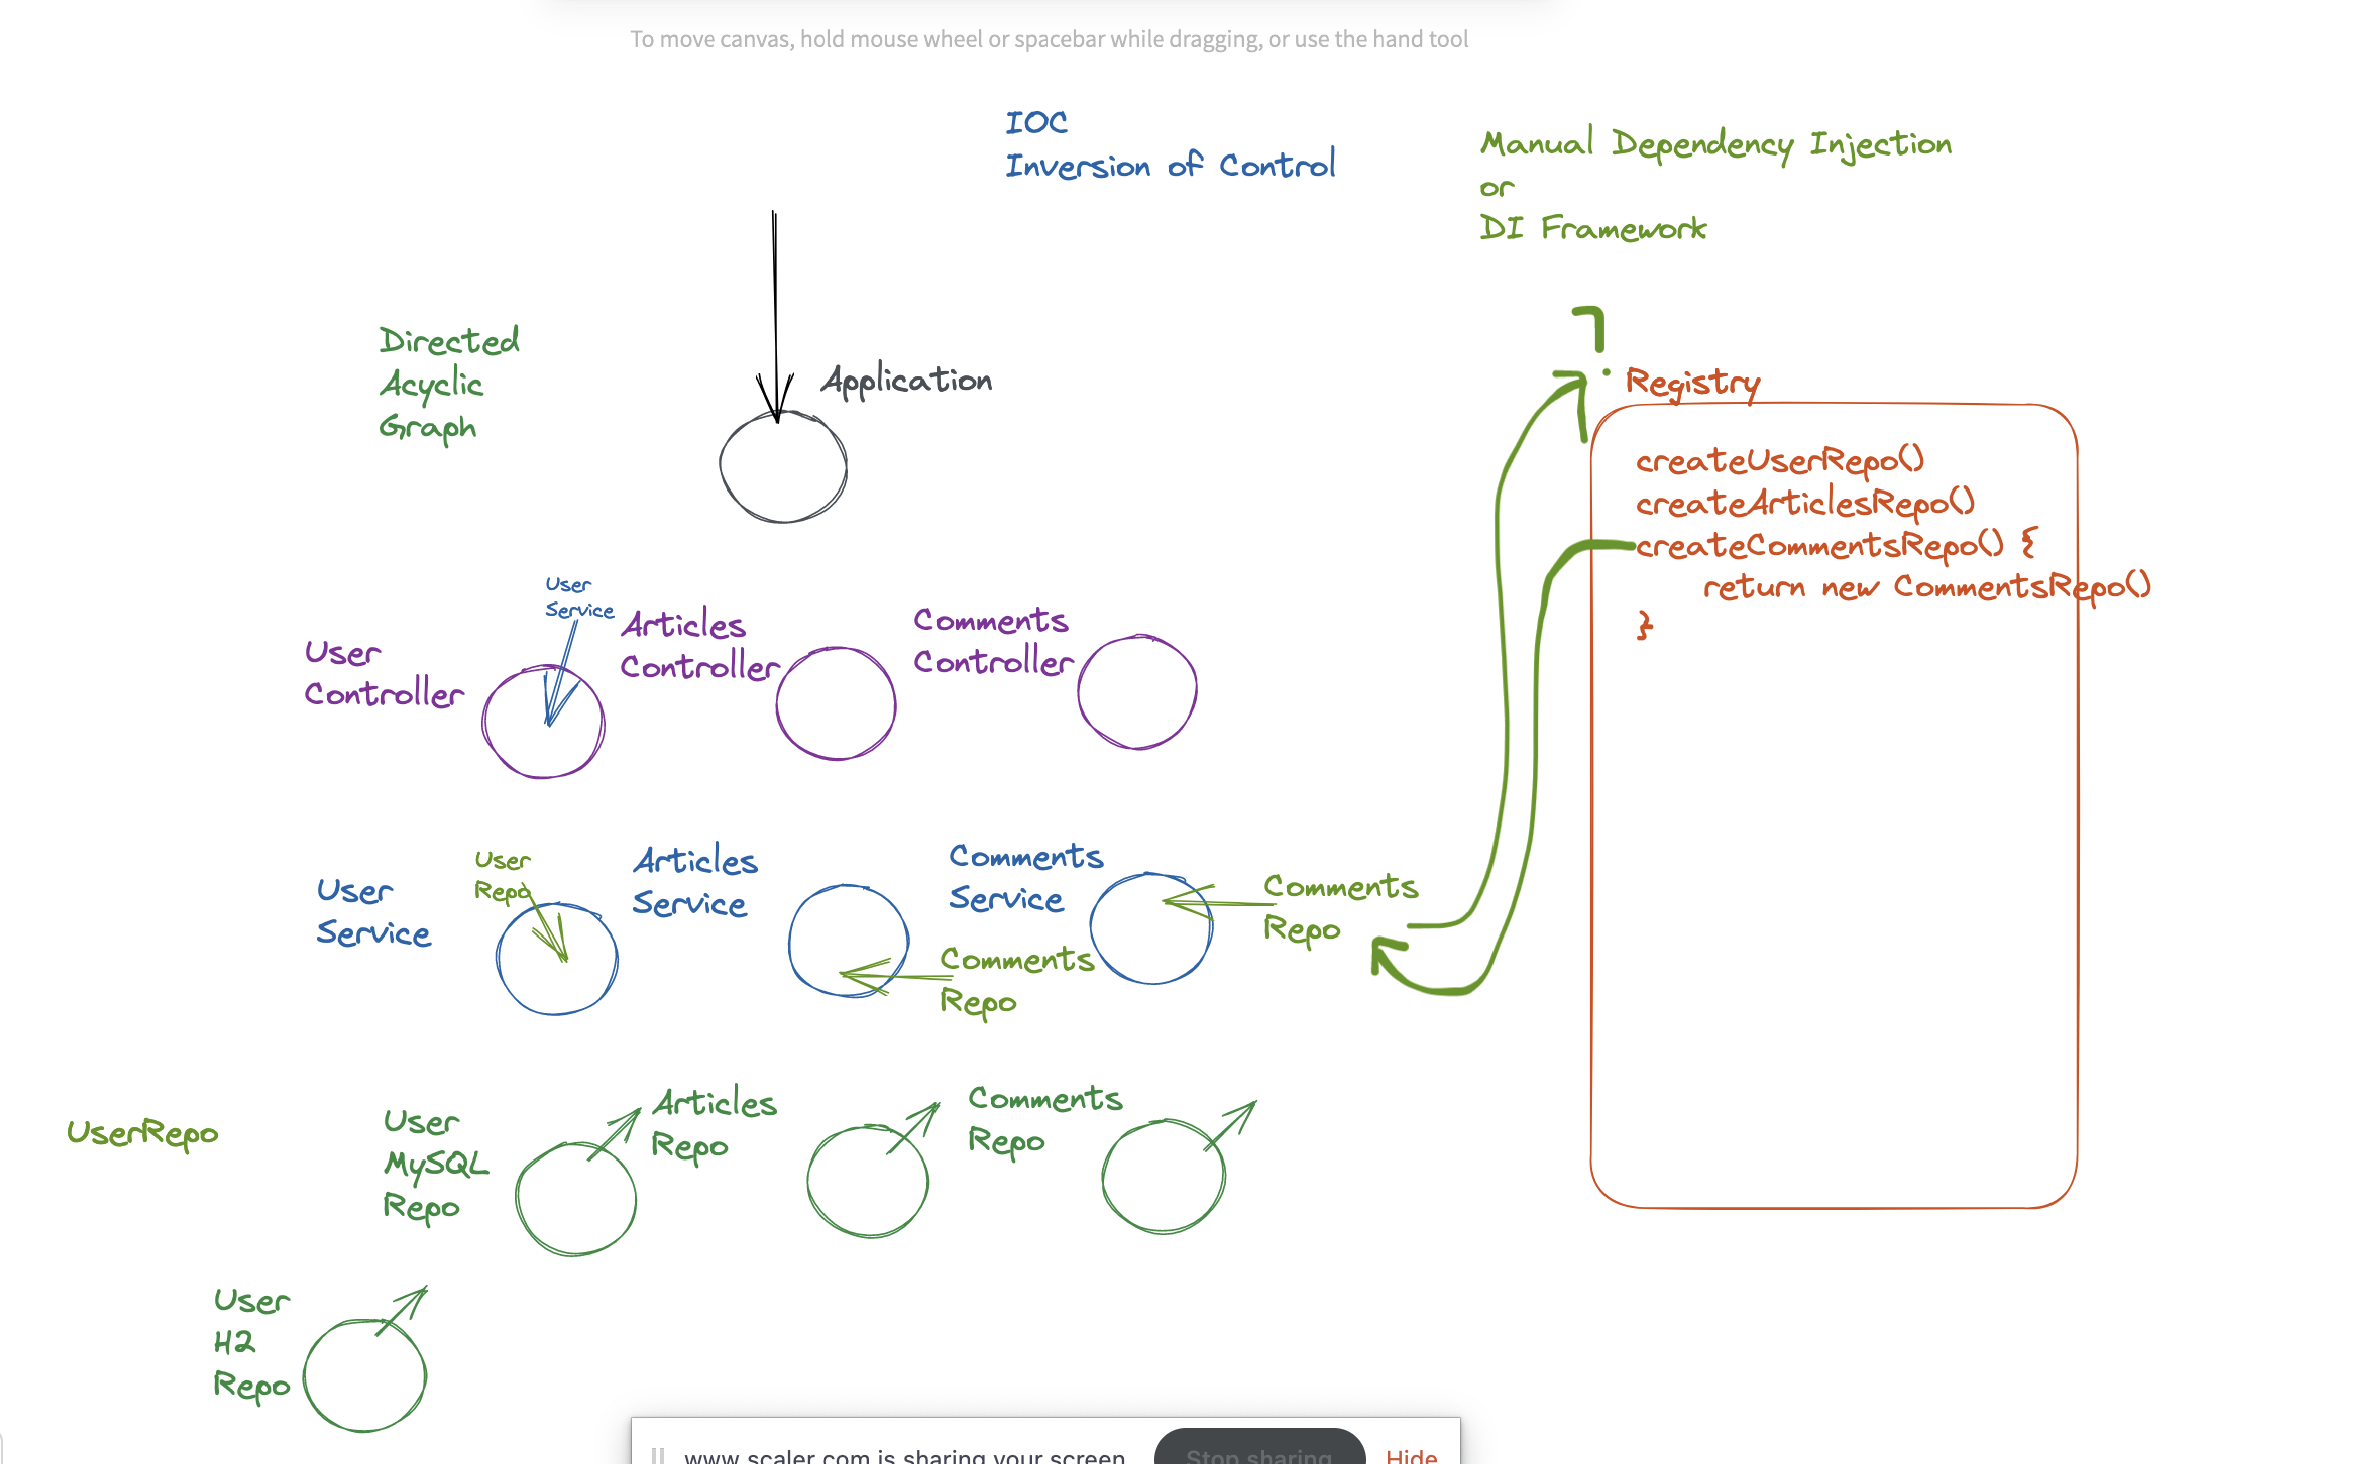 To move canvas, hold mouse wheel or spacebar while dragging, or use the hand tool
IOC
Inversion of Control
Manual Dependency Injection
or
DI Framework
Directed
Acyclic
Graph
Application
Registry
createUserRepo()
createArticlesRepo()
createCommentsRepo() {
return new CommentsRepo()
}
User
Service
User
Controller
Articles
Controller
Comments
Controller
User
Repo
User
Service
Articles
Service
Comments
Service
Comments
Repo
Comments
Repo
UserRepo
User
MySQL
Repo
Articles
Repo
Comments
Repo
User
H2
Repo
www.scaler.com is sharing your screen
Stop sharing
Hide